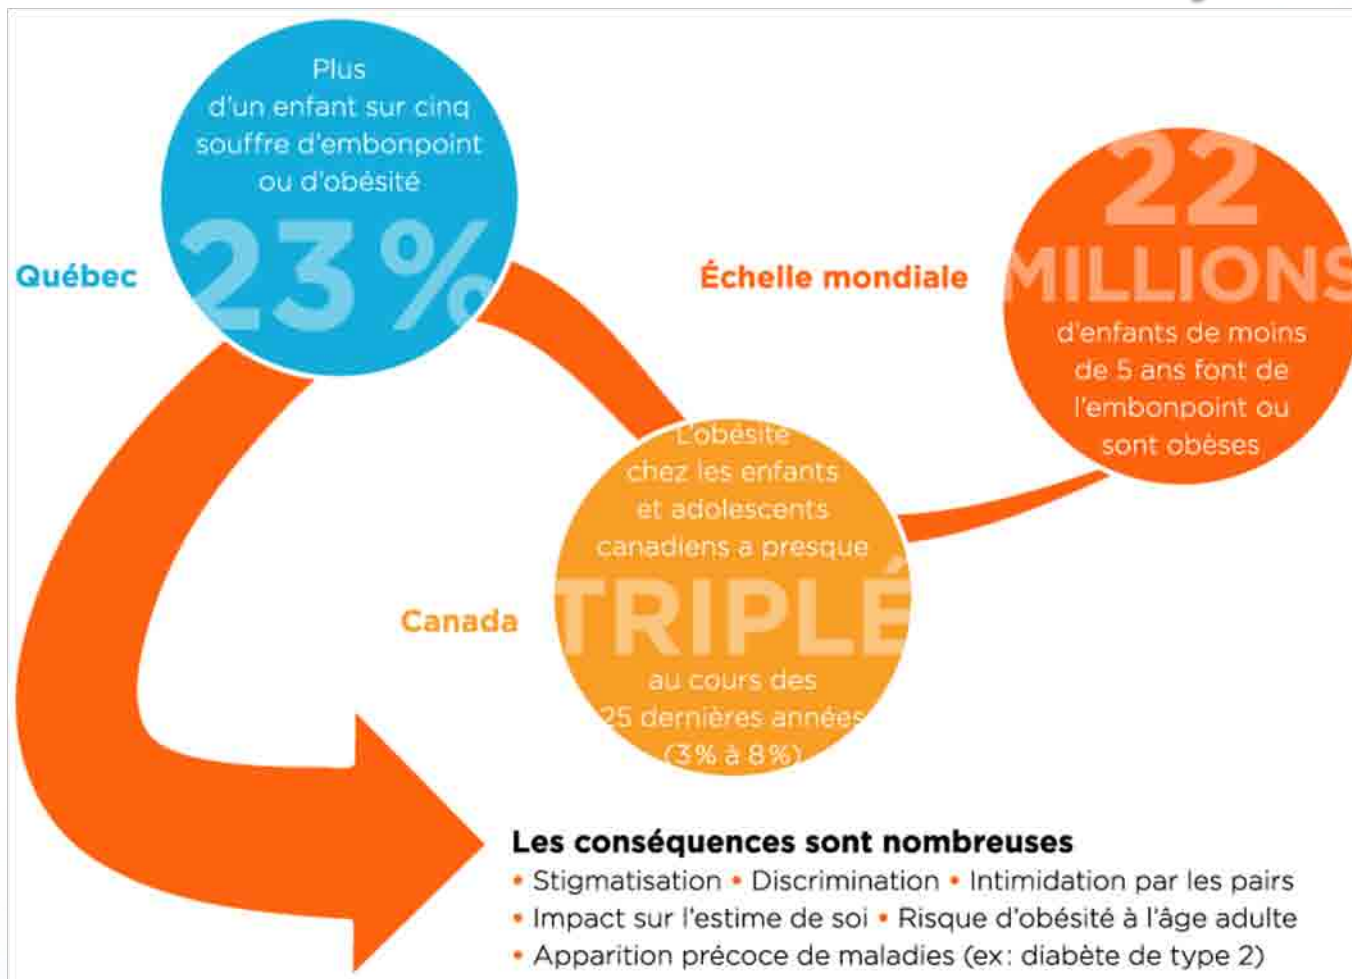 Plus
d'un enfant sur cinq
souffre d'embonpoint
ou d'obésité
23 %
Québec
22
MILLIONS
d'enfants de moins
de 5 ans font de
l'embonpoint ou
sont obèses
Échelle mondiale
L'obésité
chez les enfants
et adolescents
canadiens a presque
TRIPLÉ
au cours des
25 dernières années
(3% à 8%)
Canada
Les conséquences sont nombreuses
• Stigmatisation • Discrimination • Intimidation par les pairs
• Impact sur l'estime de soi • Risque d'obésité à l'âge adulte
• Apparition précoce de maladies (ex: diabète de type 2)